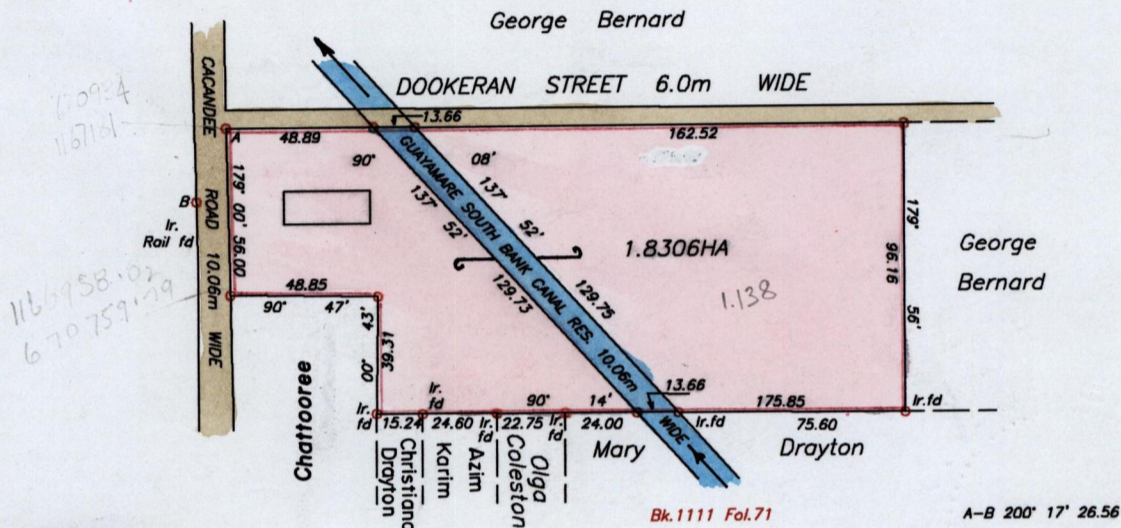 George Bernard
DOOKERAN STREET 6.0m WIDE
CACANDEE ROAD 10.06m WIDE
A 48.89
13.66
162.52
90° 08'
GUAYAMARE SOUTH BANK CANAL RES. 10.06m WIDE
137° 52'
129.75
137° 52'
129.73
179° 00' 56.00
B
Ir.
Rail fd
1.8306HA
1.138
179° 56'
96.16
George
Bernard
1166958.02
670759.79
48.85
90° 47'
00° 43'
39.31
Chattooree
Ir.
fd
Ir.
fd
Ir.
fd
90° 14'
13.66
175.85
Ir.fd
Ir.fd
15.24 24.60 22.75 24.00 75.60
Christiana
Drayton
Karim
Azim
Olga
Coleston
Mary Drayton
Bk.1111 Fol.71
A-B 200° 17' 26.56